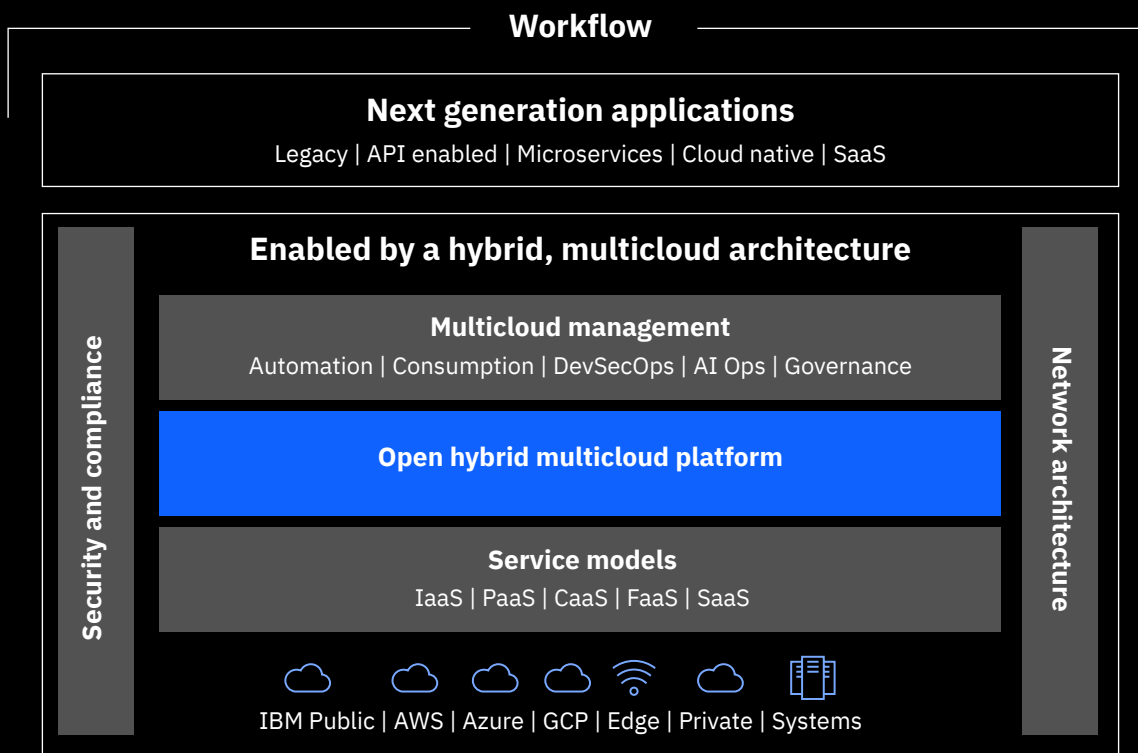 Workflow
Next generation applications
Legacy | API enabled | Microservices | Cloud native | SaaS
Enabled by a hybrid, multicloud architecture
Security and compliance
Multicloud management
Automation | Consumption | DevSecOps | AI Ops | Governance
Open hybrid multicloud platform
Service models
IaaS | PaaS | CaaS | FaaS | SaaS
IBM Public | AWS | Azure | GCP | Edge | Private | Systems
Network architecture